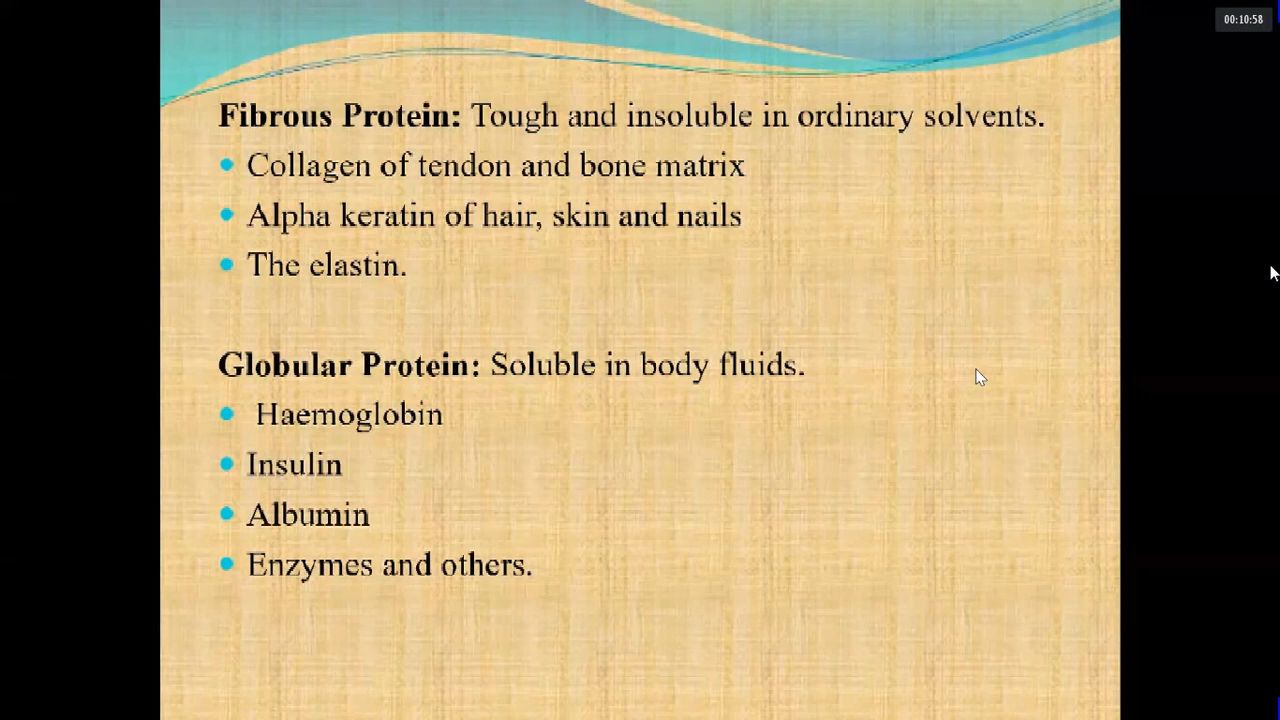 00:10:58
Fibrous Protein: Tough and insoluble in ordinary solvents.
Collagen of tendon and bone matrix
Alpha keratin of hair, skin and nails
The elastin.
Globular Protein: Soluble in body fluids.
Haemoglobin
Insulin
Albumin
Enzymes and others.